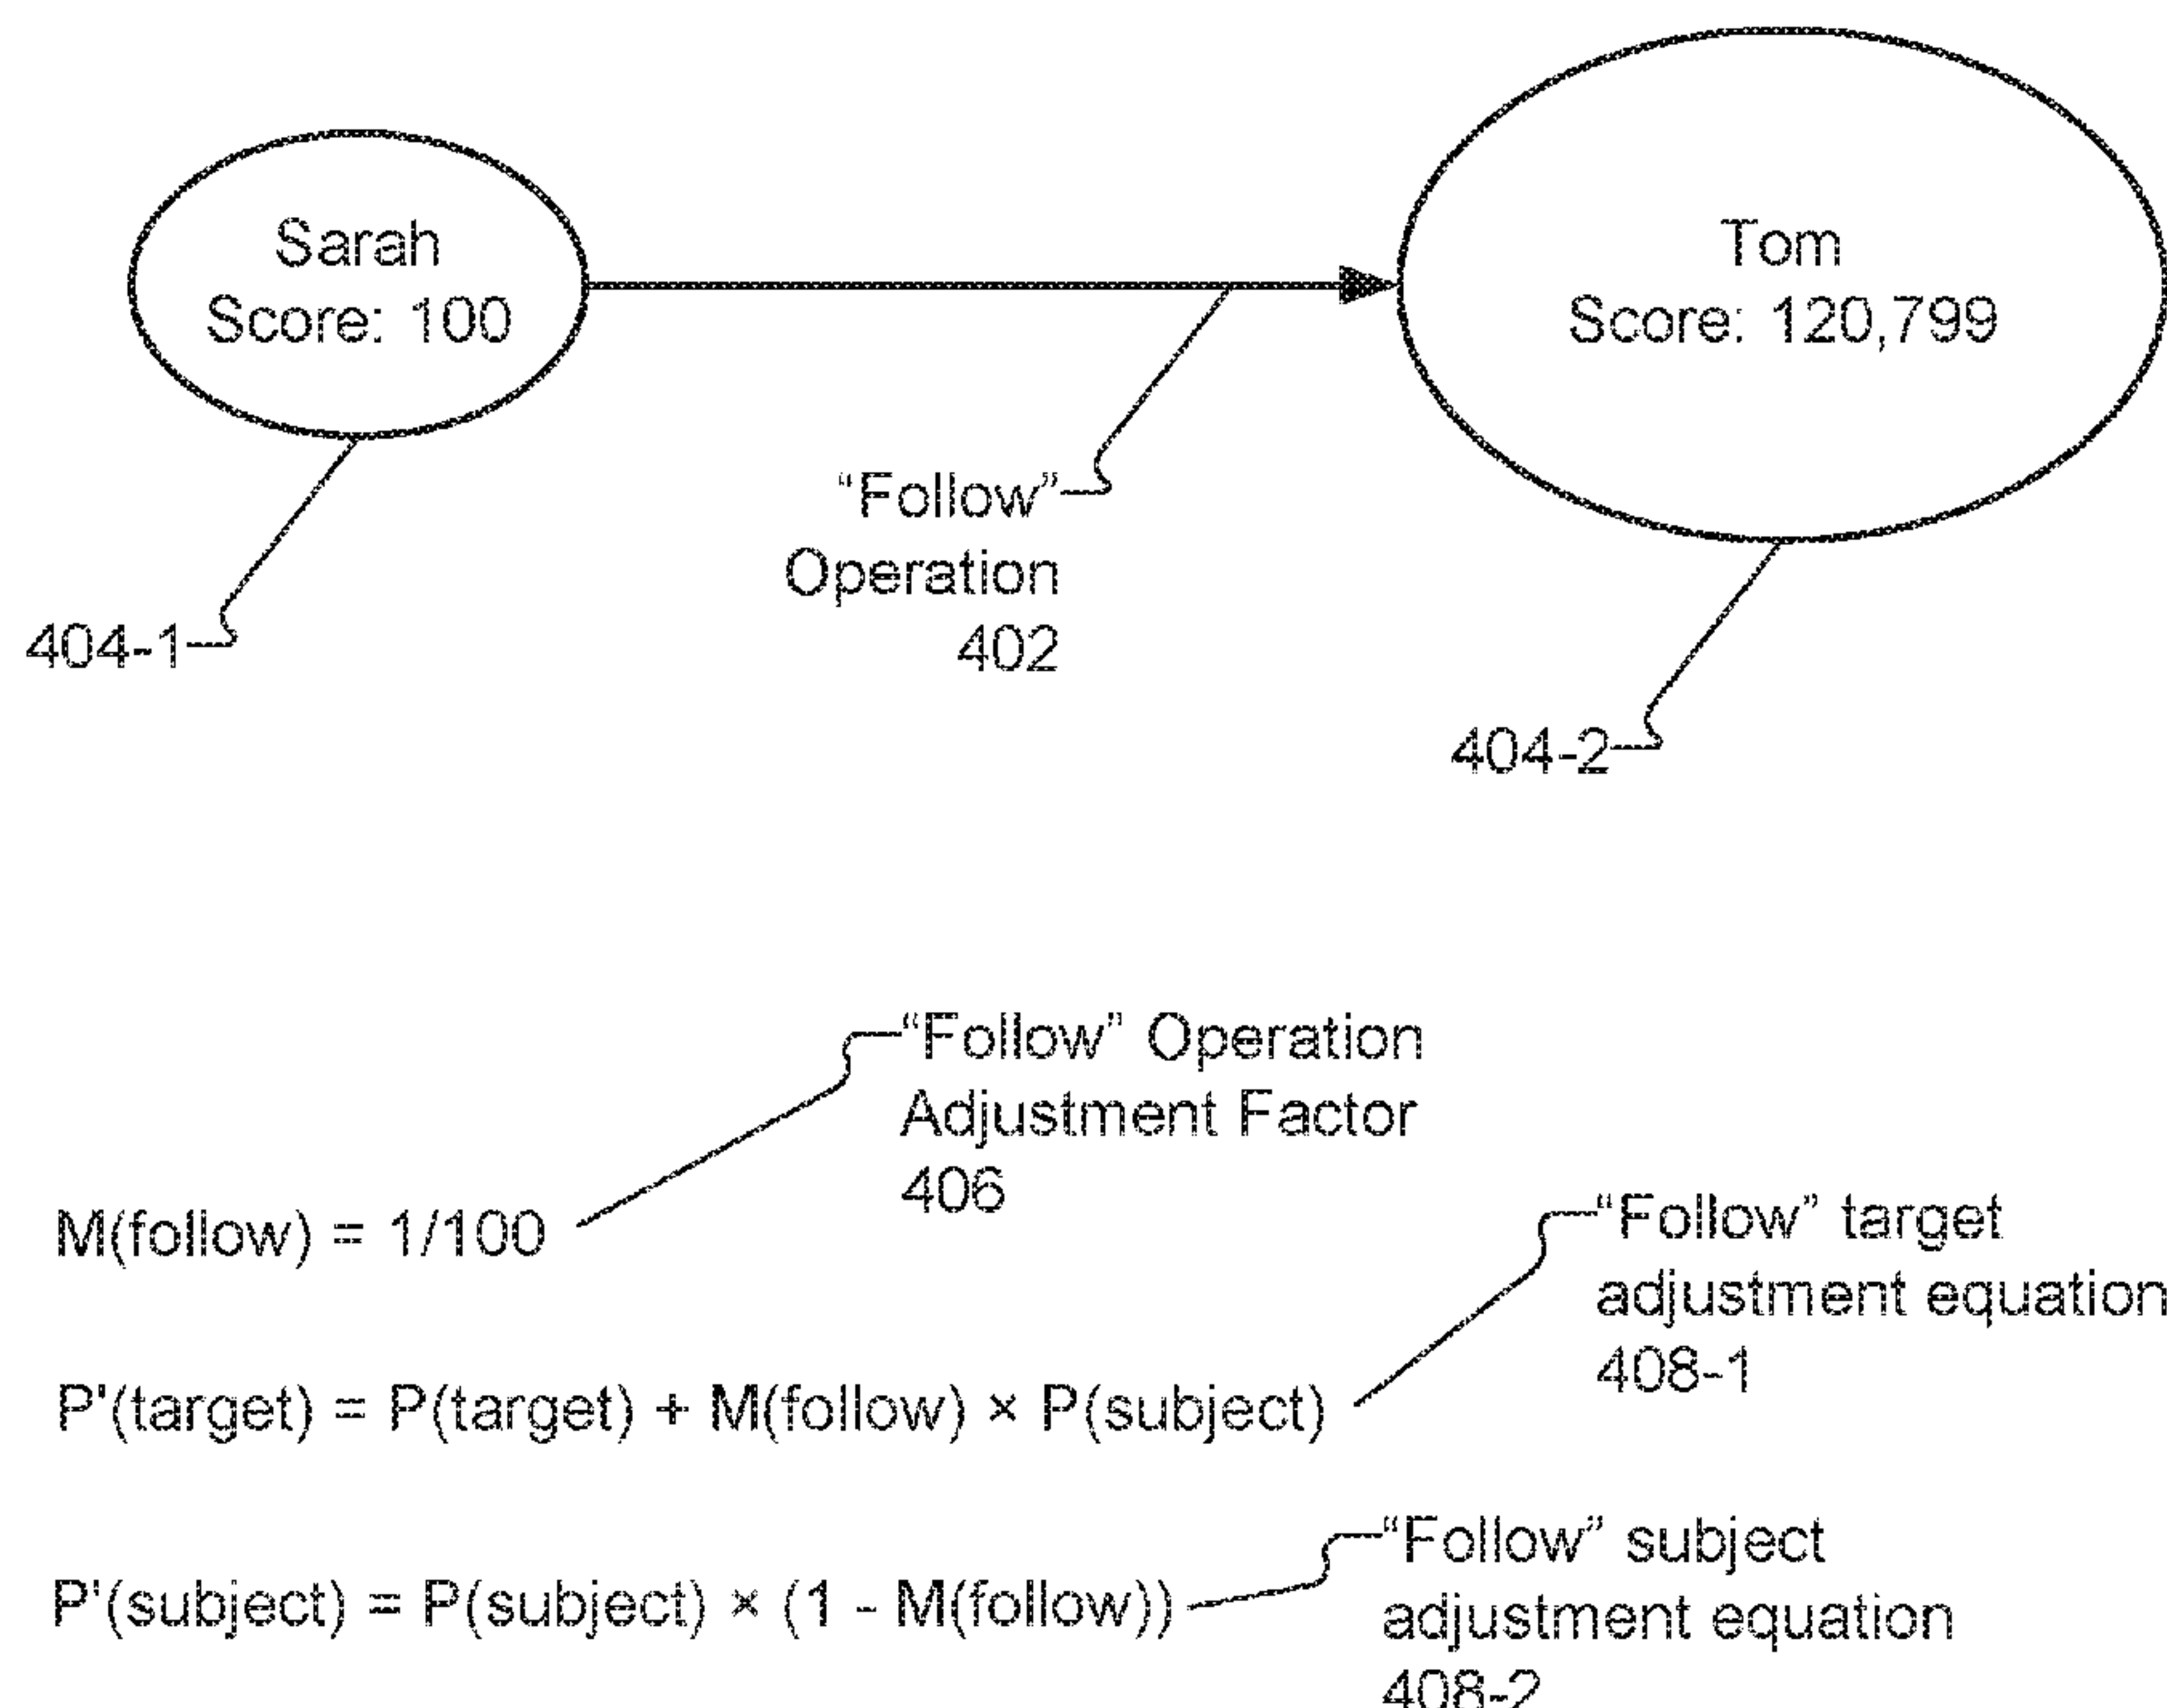 Sarah
Score: 100
Tom
Score: 120,799
“Follow”
Operation
402
404-1
404-2
“Follow” Operation
Adjustment Factor
406
M(follow) = 1/100
“Follow” target
adjustment equation
408-1
P'(target) = P(target) + M(follow) × P(subject)
“Follow” subject
adjustment equation
408-2
P'(subject) = P(subject) × (1 - M(follow))